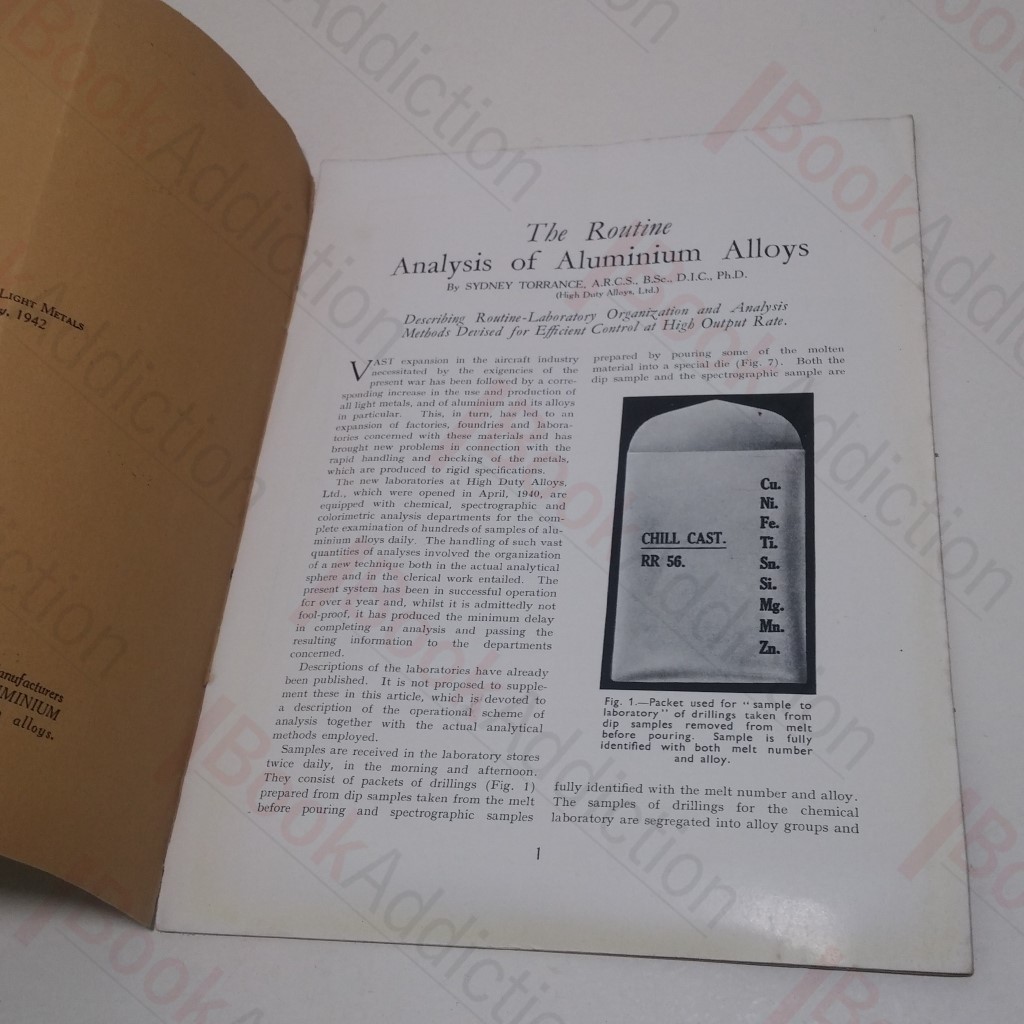 LIGHT METALS
1942
manufacturers
alloys.
The Routine
Analysis of Aluminium Alloys
By SYDNEY TORRANCE, A.R.C.S., B.Sc., D.I.C., Ph.D.
(High Duty Alloys, Ltd.)
Describing Routine-Laboratory Organization and Analysis
Methods Devised for Efficient Control at High Output Rate.
VAST expansion in the aircraft industry
necessitated by the exigencies of the
present war has been followed by a corre-
sponding increase in the use and production of
all light metals, and of aluminium and its alloys
in particular. This, in turn, has led to an
expansion of factories, foundries and labora-
tories concerned with these materials and has
brought new problems in connection with the
rapid handling and checking of the metals,
which are produced to rigid specifications.
The new laboratories at High Duty Alloys,
Ltd., which were opened in April, 1940, are
equipped with chemical, spectrographic and
colorimetric analysis departments for the com-
plete examination of hundreds of samples of alu-
minium alloys daily. The handling of such vast
quantities of analyses involved the organization
of a new technique both in the actual analytical
sphere and in the clerical work entailed. The
present system has been in successful operation
for over a year and, whilst it is admittedly not
fool-proof, it has produced the minimum delay
in completing an analysis and passing the
resulting information to the departments
concerned.
Descriptions of the laboratories have already
been published. It is not proposed to supple-
ment these in this article, which is devoted to
a description of the operational scheme of
analysis together with the actual analytical
methods employed.
Samples are received in the laboratory stores
twice daily, in the morning and afternoon.
They consist of packets of drillings (Fig. 1)
prepared from dip samples taken from the melt
before pouring and spectrographic samples
prepared by pouring some of the molten
material into a special die (Fig. 7). Both the
dip sample and the spectrographic sample are
CHILL CAST.
RR 56.
Cu.
Ni.
Fe.
Ti.
Sn.
Si.
Mg.
Mn.
Zn.
Fig. 1.—Packet used for "sample to
laboratory" of drillings taken from
dip samples removed from melt
before pouring. Sample is fully
identified with both melt number
and alloy.
fully identified with the melt number and alloy.
The samples of drillings for the chemical
laboratory are segregated into alloy groups and
1
BookAddiction